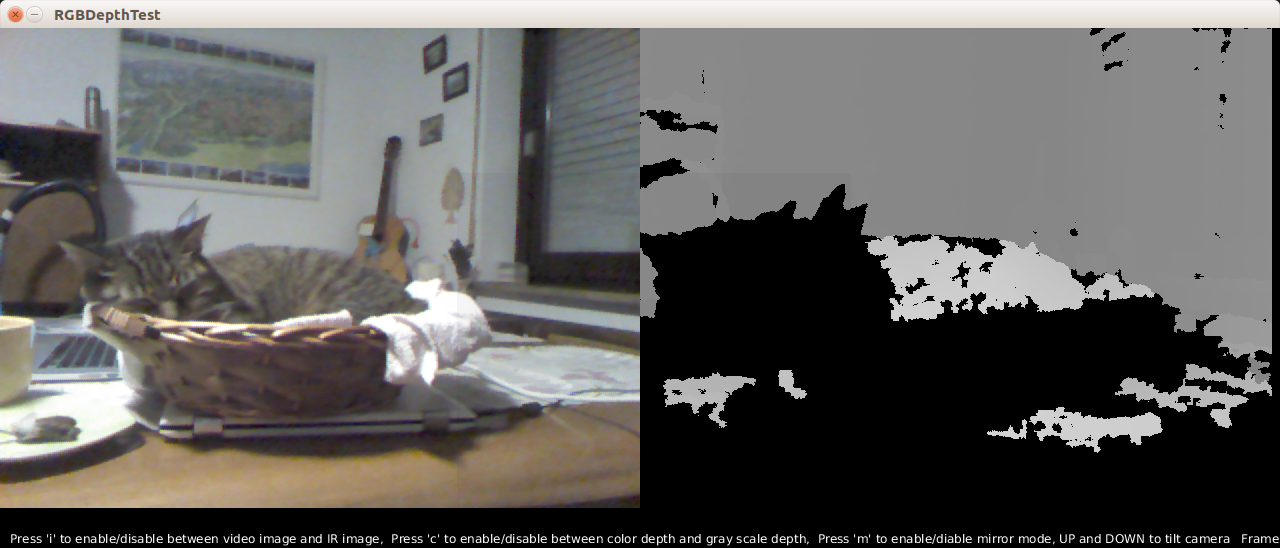 RGBDepthTest
Press 'i' to enable/disable between video image and IR image,  Press 'c' to enable/disable between color depth and gray scale depth,  Press 'm' to enable/diable mirror mode, UP and DOWN to tilt camera   Frame